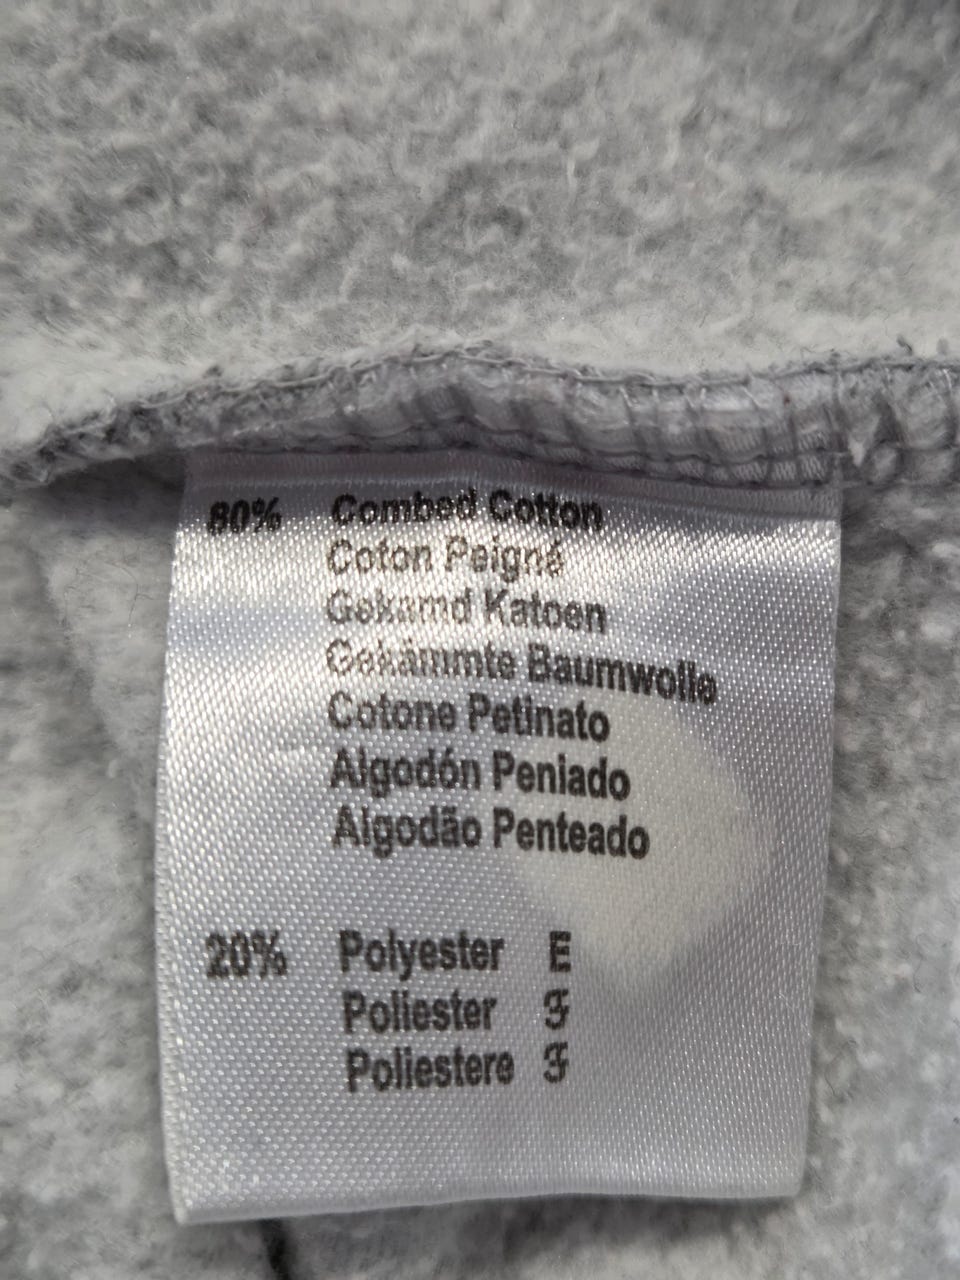 80% Combed Cotton
Coton Peigné
Gekamd Katoen
Gekämmte Baumwolle
Cotone Petinato
Algodón Peniado
Algodão Penteado
20% Polyester E
Poliester
Poliestere